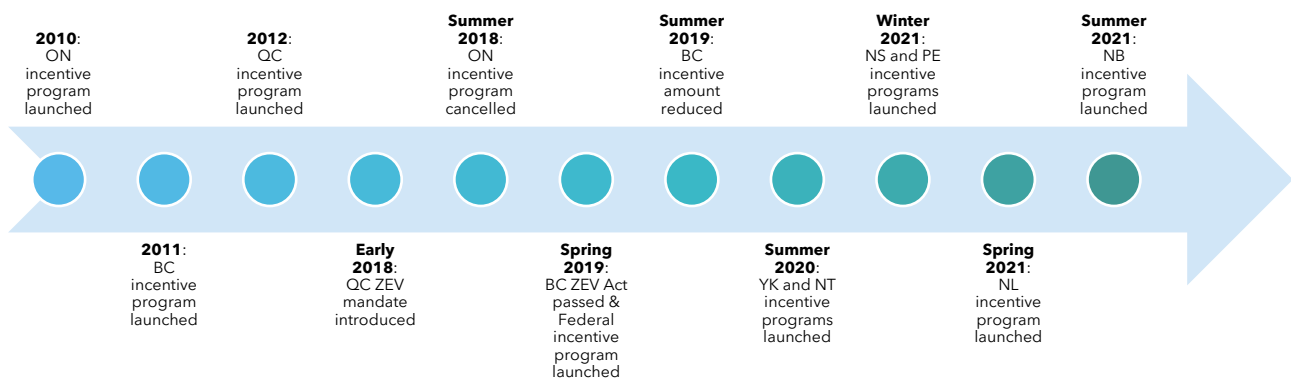 2010:
ON
incentive
program
launched
2011:
BC
incentive
program
launched
2012:
QC
incentive
program
launched
Early
2018:
QC ZEV
mandate
introduced
Summer
2018:
ON
incentive
program
cancelled
Spring
2019:
BC ZEV Act
passed &
Federal
incentive
program
launched
Summer
2019:
BC
incentive
amount
reduced
Summer
2020:
YK and NT
incentive
programs
launched
Winter
2021:
NS and PE
incentive
programs
launched
Spring
2021:
NL
incentive
program
launched
Summer
2021:
NB
incentive
program
launched